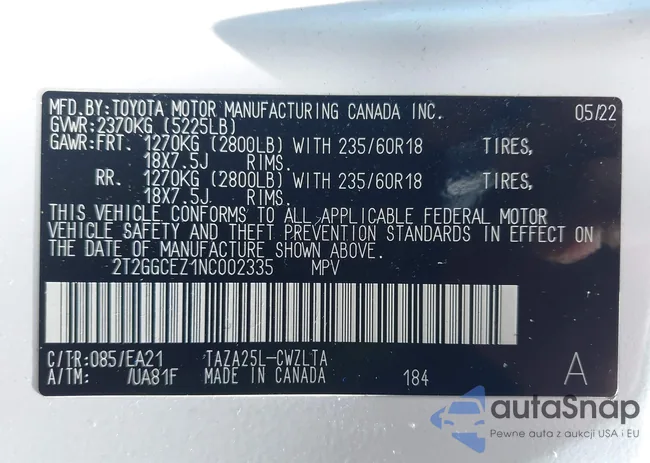 MFD.BY:TOYOTA MOTOR MANUFACTURING CANADA INC. 05/22
GVWR:2370KG (5225LB)
GAWR:FRT. 1270KG (2800LB) WITH 235/60R18 TIRES,
18X7.5J RIMS.
RR. 1270KG (2800LB) WITH 235/60R18 TIRES,
18X7.5J RIMS.
THIS VEHICLE CONFORMS TO ALL APPLICABLE FEDERAL MOTOR
VEHICLE SAFETY AND THEFT PREVENTION STANDARDS IN EFFECT ON
THE DATE OF MANUFACTURE SHOWN ABOVE.
2T2GGCEZ1NC002335 MPV
C/TR:085/EA21 TAZA25L-CWZLTA
A/TM: /UA81F MADE IN CANADA 184 A
autaSnap
Pewne auta z aukcji USA i EU